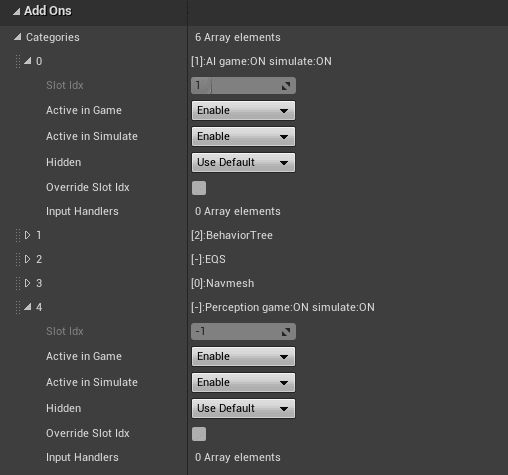 Add Ons
Categories 6 Array elements
0 [1]:AI game:ON simulate:ON
Slot Idx 1
Active in Game Enable
Active in Simulate Enable
Hidden Use Default
Override Slot Idx
Input Handlers 0 Array elements
1 [2]:BehaviorTree
2 [-]:EQS
3 [0]:Navmesh
4 [-]:Perception game:ON simulate:ON
Slot Idx -1
Active in Game Enable
Active in Simulate Enable
Hidden Use Default
Override Slot Idx
Input Handlers 0 Array elements